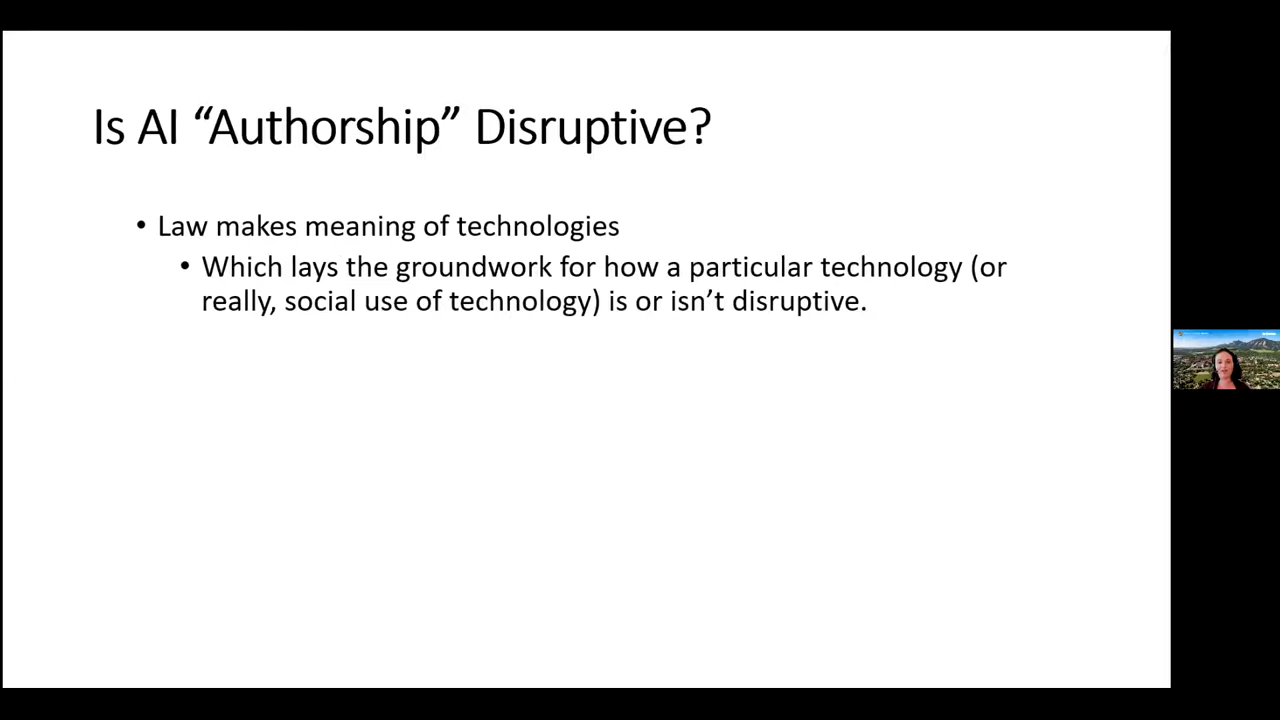 Is AI “Authorship” Disruptive?
• Law makes meaning of technologies
• Which lays the groundwork for how a particular technology (or
really, social use of technology) is or isn’t disruptive.